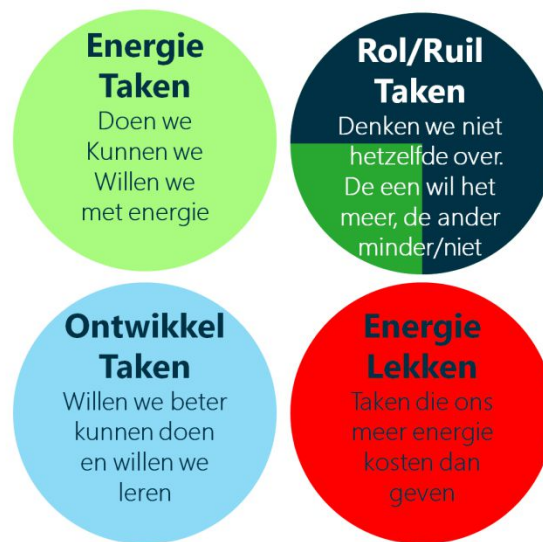 Energie
Taken
Doen we
Kunnen we
Willen we
met energie
Rol/Ruil
Taken
Denken we niet
hetzelfde over.
De een wil het
meer, de ander
minder/niet
Ontwikkel
Taken
Willen we beter
kunnen doen
en willen we
leren
Energie
Lekken
Taken die ons
meer energie
kosten dan
geven